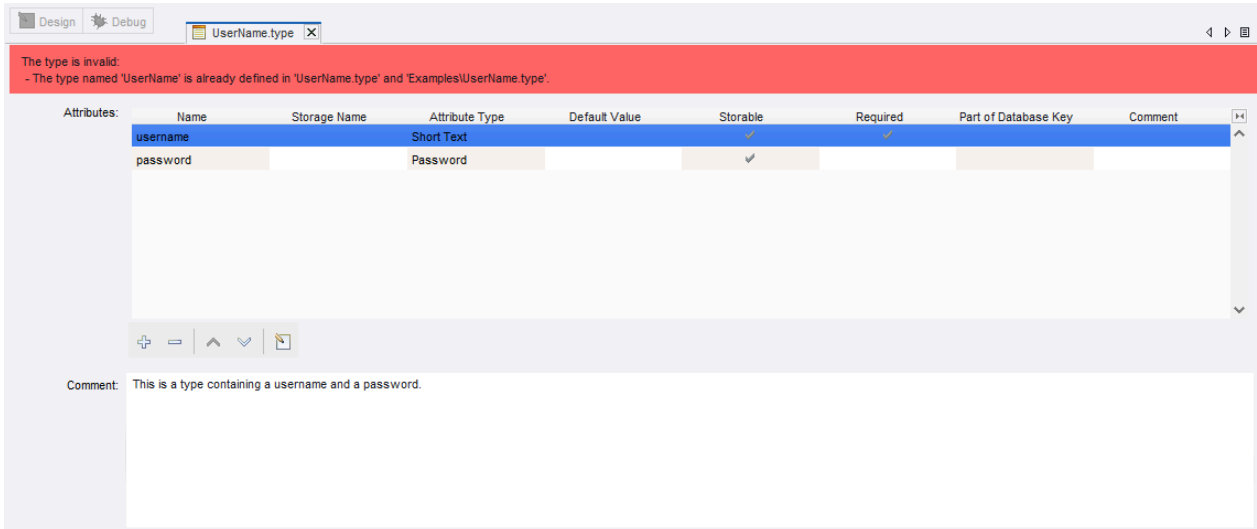 Design Debug
UserName.type
The type is invalid:
- The type named 'UserName' is already defined in 'UserName.type' and 'Examples\UserName.type'.
Attributes:
Name Storage Name Attribute Type Default Value Storable Required Part of Database Key Comment
username Short Text
password Password
Comment: This is a type containing a username and a password.